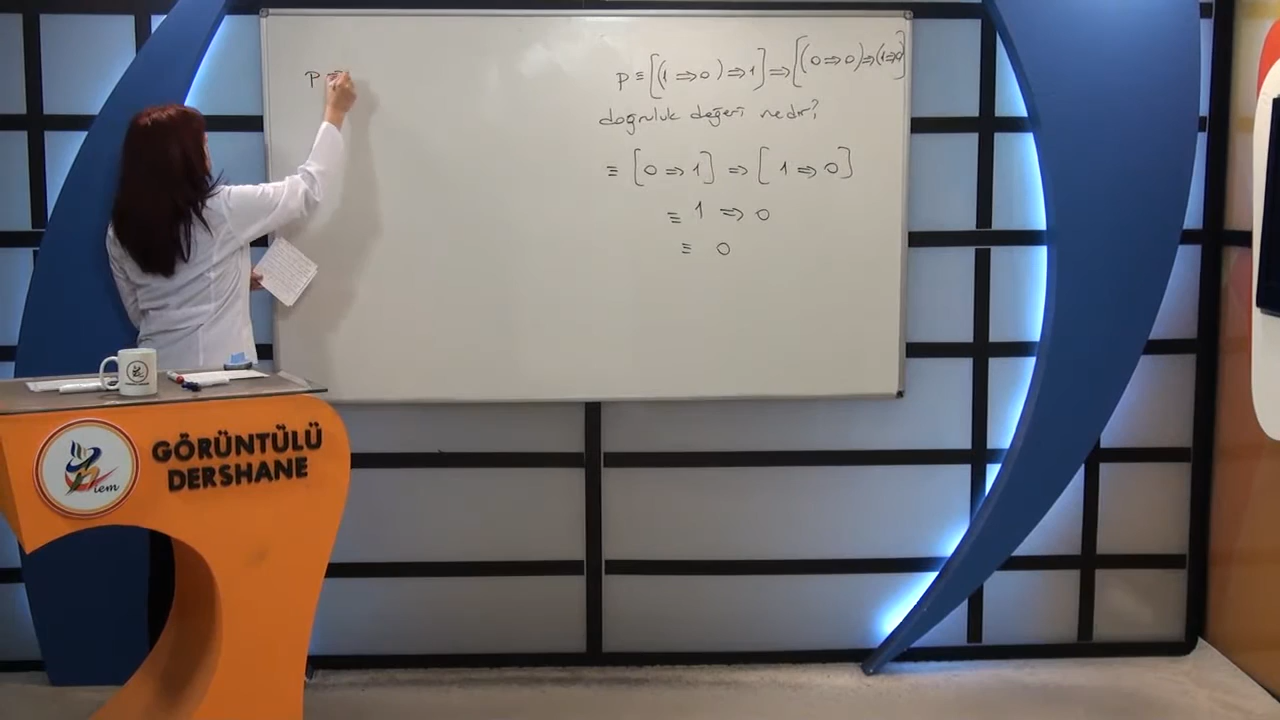 p ≡
p ≡ [(1 ⇒ 0) ⇒ 1] ⇒ [(0 ⇒ 0) ⇒ (1 ⇒ 0)]
doğruluk değeri nedir?
≡ [0 ⇒ 1] ⇒ [1 ⇒ 0]
≡ 1 ⇒ 0
≡ 0
GÖRÜNTÜLÜ
DERSHANE
iem